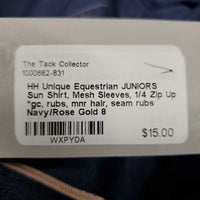 The Tack Collector
1000682-831
HH Unique Equestrian JUNIORS
Sun Shirt, Mesh Sleeves, 1/4 Zip Up
*gc, rubs, mnr hair, seam rubs
Navy/Rose Gold 8
$15.00
WXPYDA